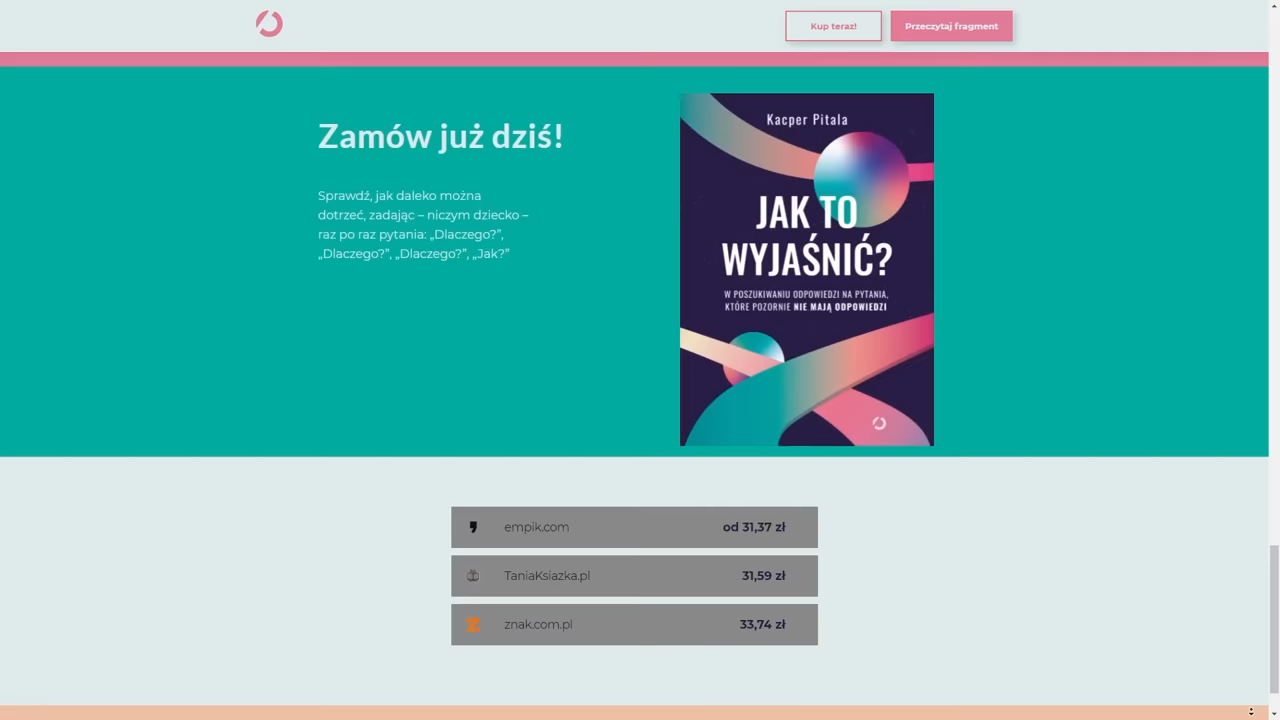 Kup teraz!
Przeczytaj fragment
Zamów już dziś!
Sprawdź, jak daleko można
dotrzeć, zadając – niczym dziecko –
raz po raz pytania: „Dlaczego?”,
„Dlaczego?”, „Dlaczego?”, „Jak?”
Kacper Pitala
JAK TO
WYJAŚNIĆ?
W POSZUKIWANIU ODPOWIEDZI NA PYTANIA,
KTÓRE POZORNIE NIE MAJĄ ODPOWIEDZI
empik.com od 31,37 zł
TaniaKsiazka.pl 31,59 zł
znak.com.pl 33,74 zł